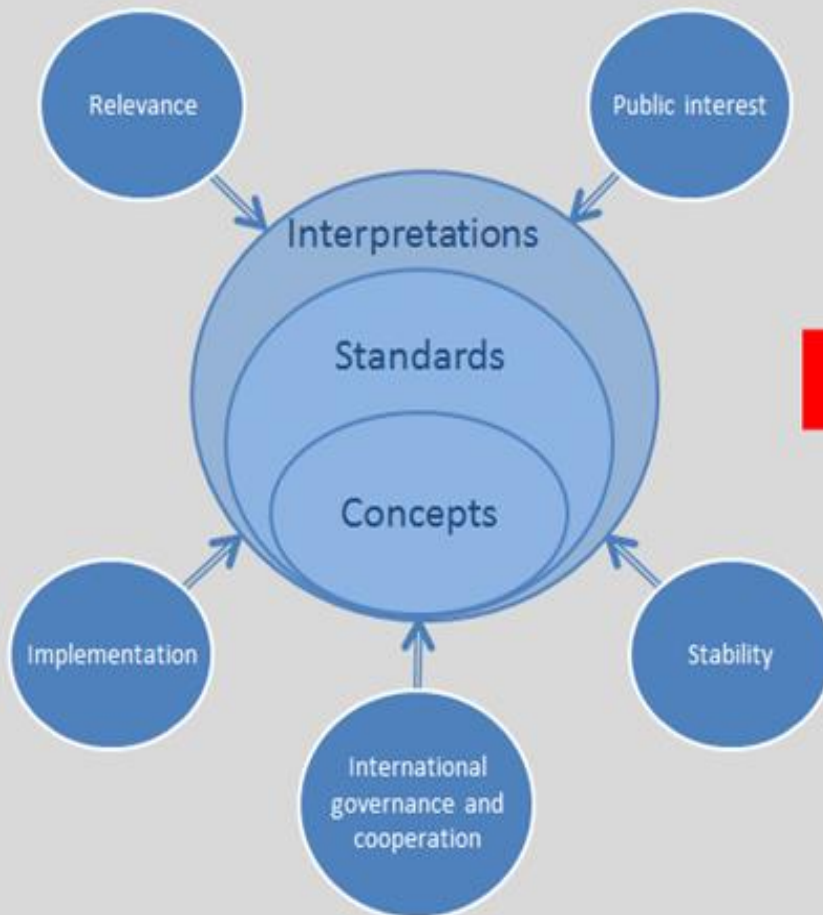 Relevance
Public interest
Interpretations
Standards
Concepts
Implementation
Stability
International
governance and
cooperation